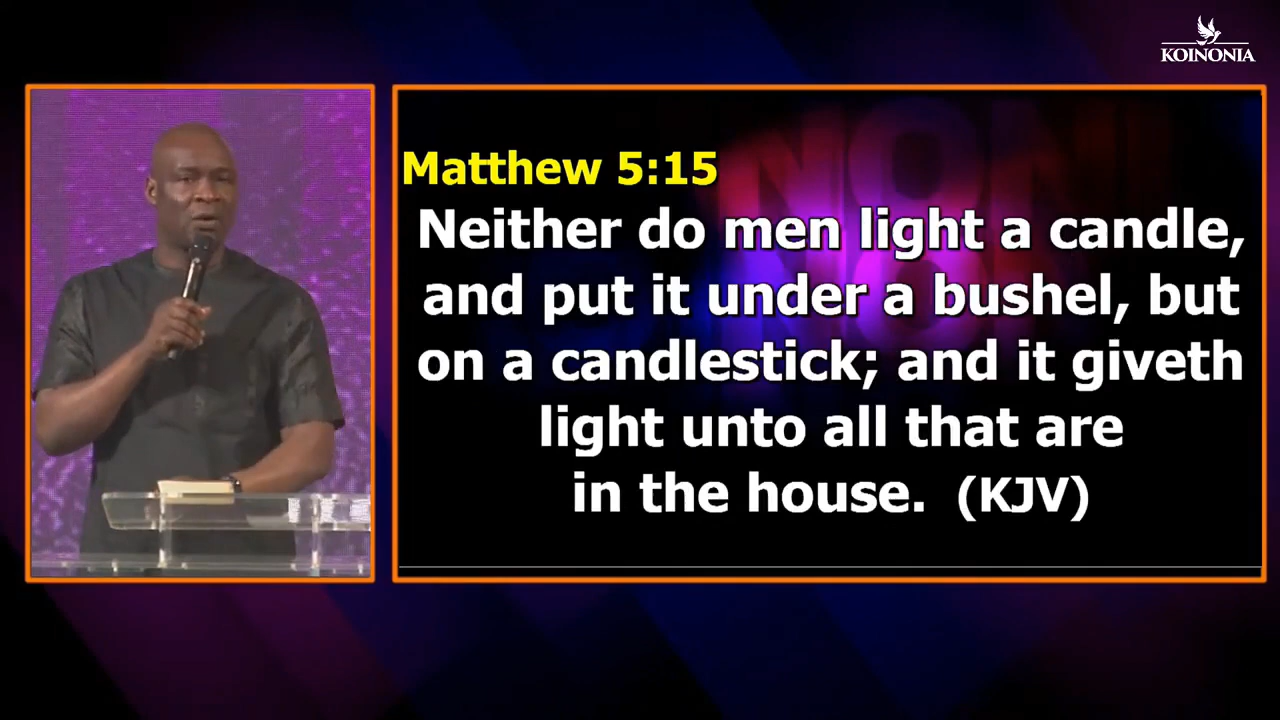 KOINONIA
Matthew 5:15
Neither do men light a candle,
and put it under a bushel, but
on a candlestick; and it giveth
light unto all that are
in the house. (KJV)